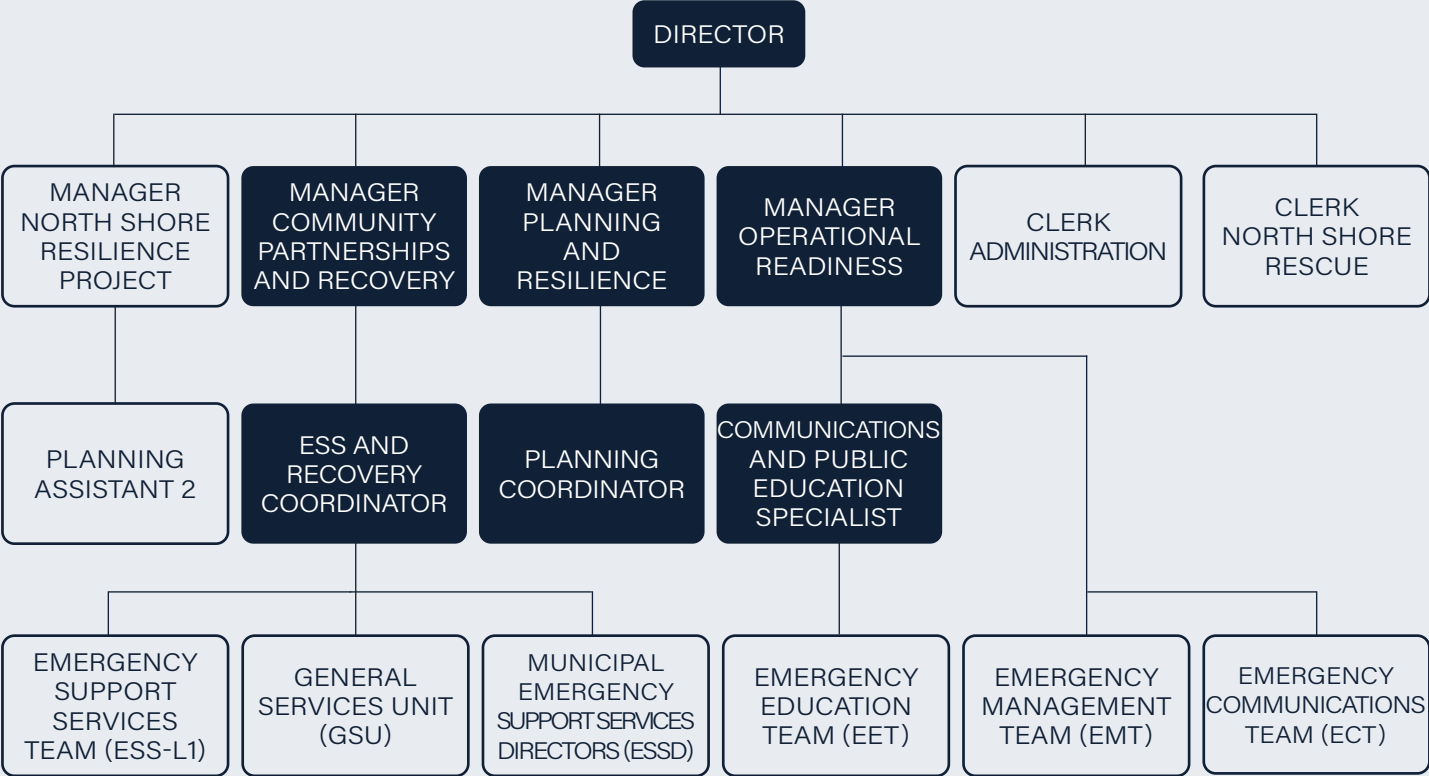 DIRECTOR
MANAGER
NORTH SHORE
RESILIENCE
PROJECT
MANAGER
COMMUNITY
PARTNERSHIPS
AND RECOVERY
MANAGER
PLANNING
AND
RESILIENCE
MANAGER
OPERATIONAL
READINESS
CLERK
ADMINISTRATION
CLERK
NORTH SHORE
RESCUE
PLANNING
ASSISTANT 2
ESS AND
RECOVERY
COORDINATOR
PLANNING
COORDINATOR
COMMUNICATIONS
AND PUBLIC
EDUCATION
SPECIALIST
EMERGENCY
SUPPORT
SERVICES
TEAM (ESS-L1)
GENERAL
SERVICES UNIT
(GSU)
MUNICIPAL
EMERGENCY
SUPPORT SERVICES
DIRECTORS (ESSD)
EMERGENCY
EDUCATION
TEAM (EET)
EMERGENCY
MANAGEMENT
TEAM (EMT)
EMERGENCY
COMMUNICATIONS
TEAM (ECT)